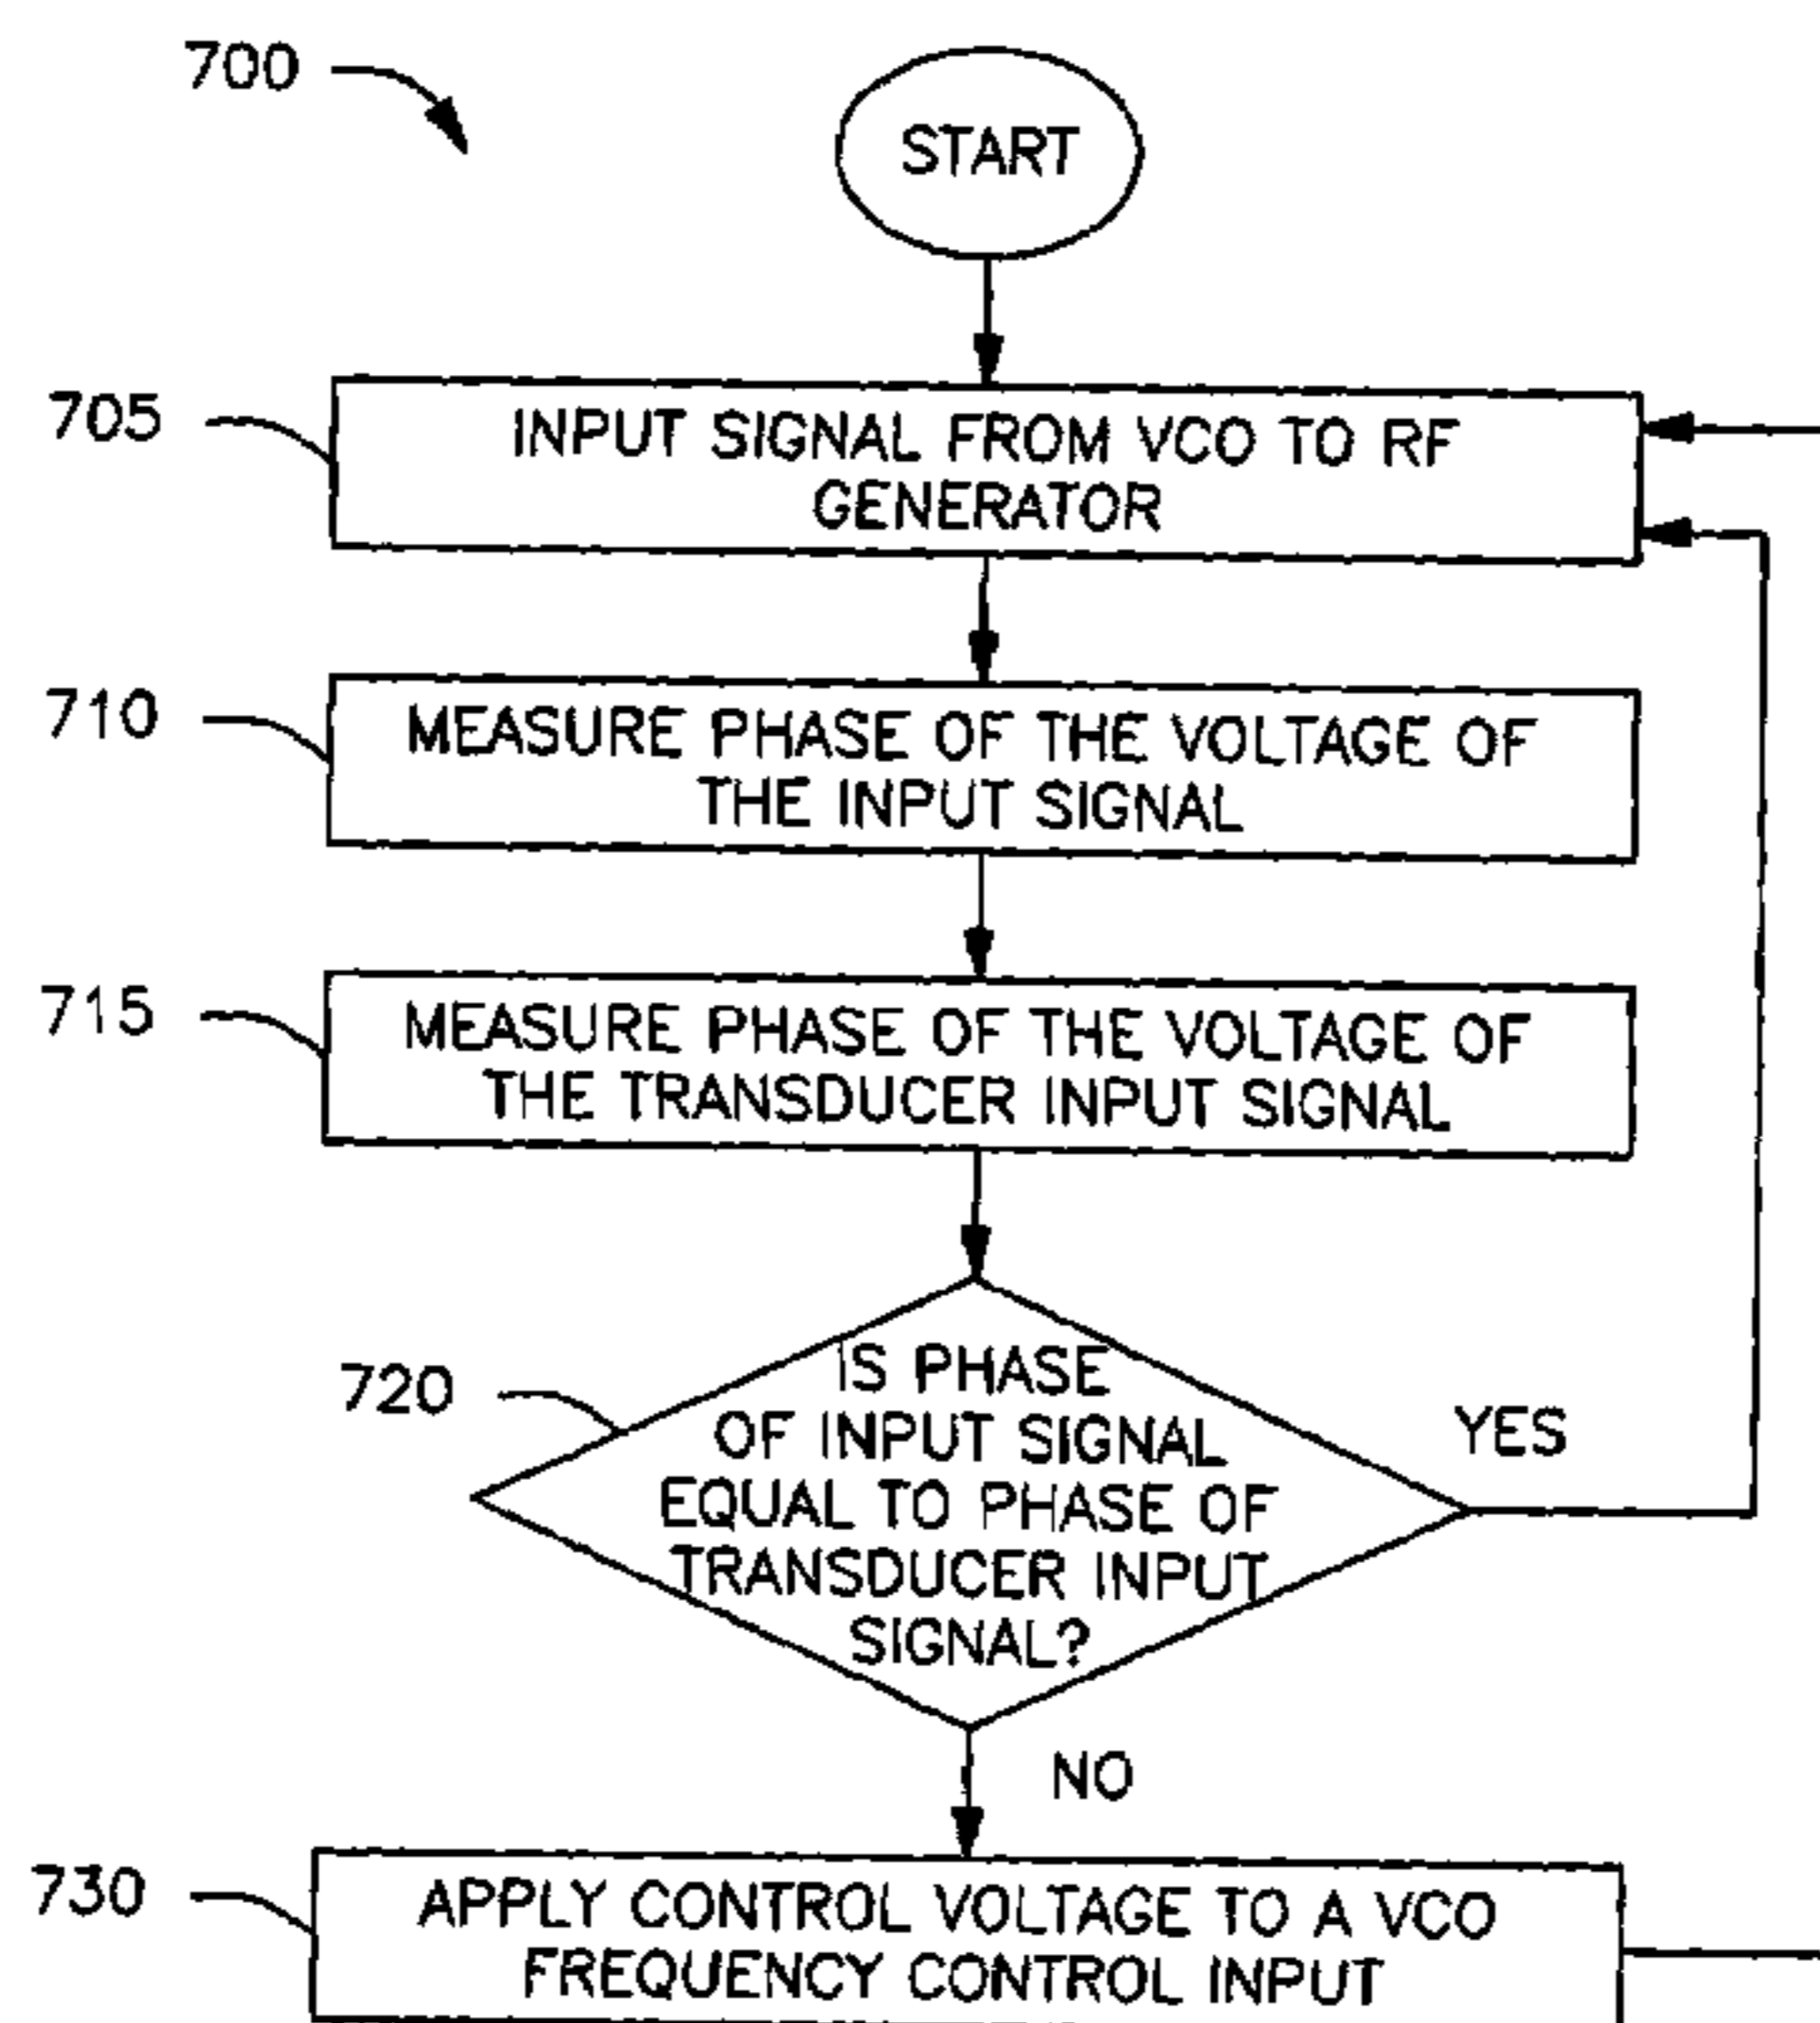 700
START
705
INPUT SIGNAL FROM VCO TO RF
GENERATOR
710
MEASURE PHASE OF THE VOLTAGE OF
THE INPUT SIGNAL
715
MEASURE PHASE OF THE VOLTAGE OF
THE TRANSDUCER INPUT SIGNAL
720
IS PHASE
OF INPUT SIGNAL
EQUAL TO PHASE OF
TRANSDUCER INPUT
SIGNAL?
YES
NO
730
APPLY CONTROL VOLTAGE TO A VCO
FREQUENCY CONTROL INPUT